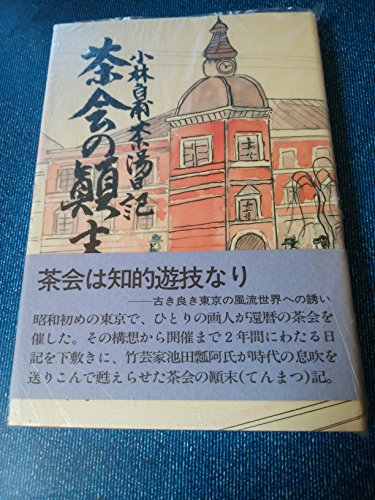 小林白甫茶湯日記
茶会の顚末
茶会は知的遊技なり
——古き良き東京の風流世界への誘い
昭和初めの東京で、ひとりの画人が還暦の茶会を
催した。その構想から開催まで2年間にわたる日
記を下敷きに、竹芸家池田瓢阿氏が時代の息吹を
送りこんで甦えらせた茶会の顚末(てんまつ)記。